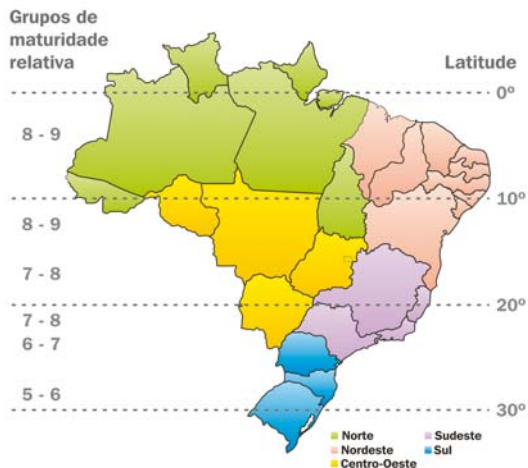 Grupos de
maturidade
relativa
Latitude
0º
8 - 9
10º
8 - 9
7 - 8
20º
7 - 8
6 - 7
5 - 6
30º
Norte
Sudeste
Nordeste
Sul
Centro-Oeste